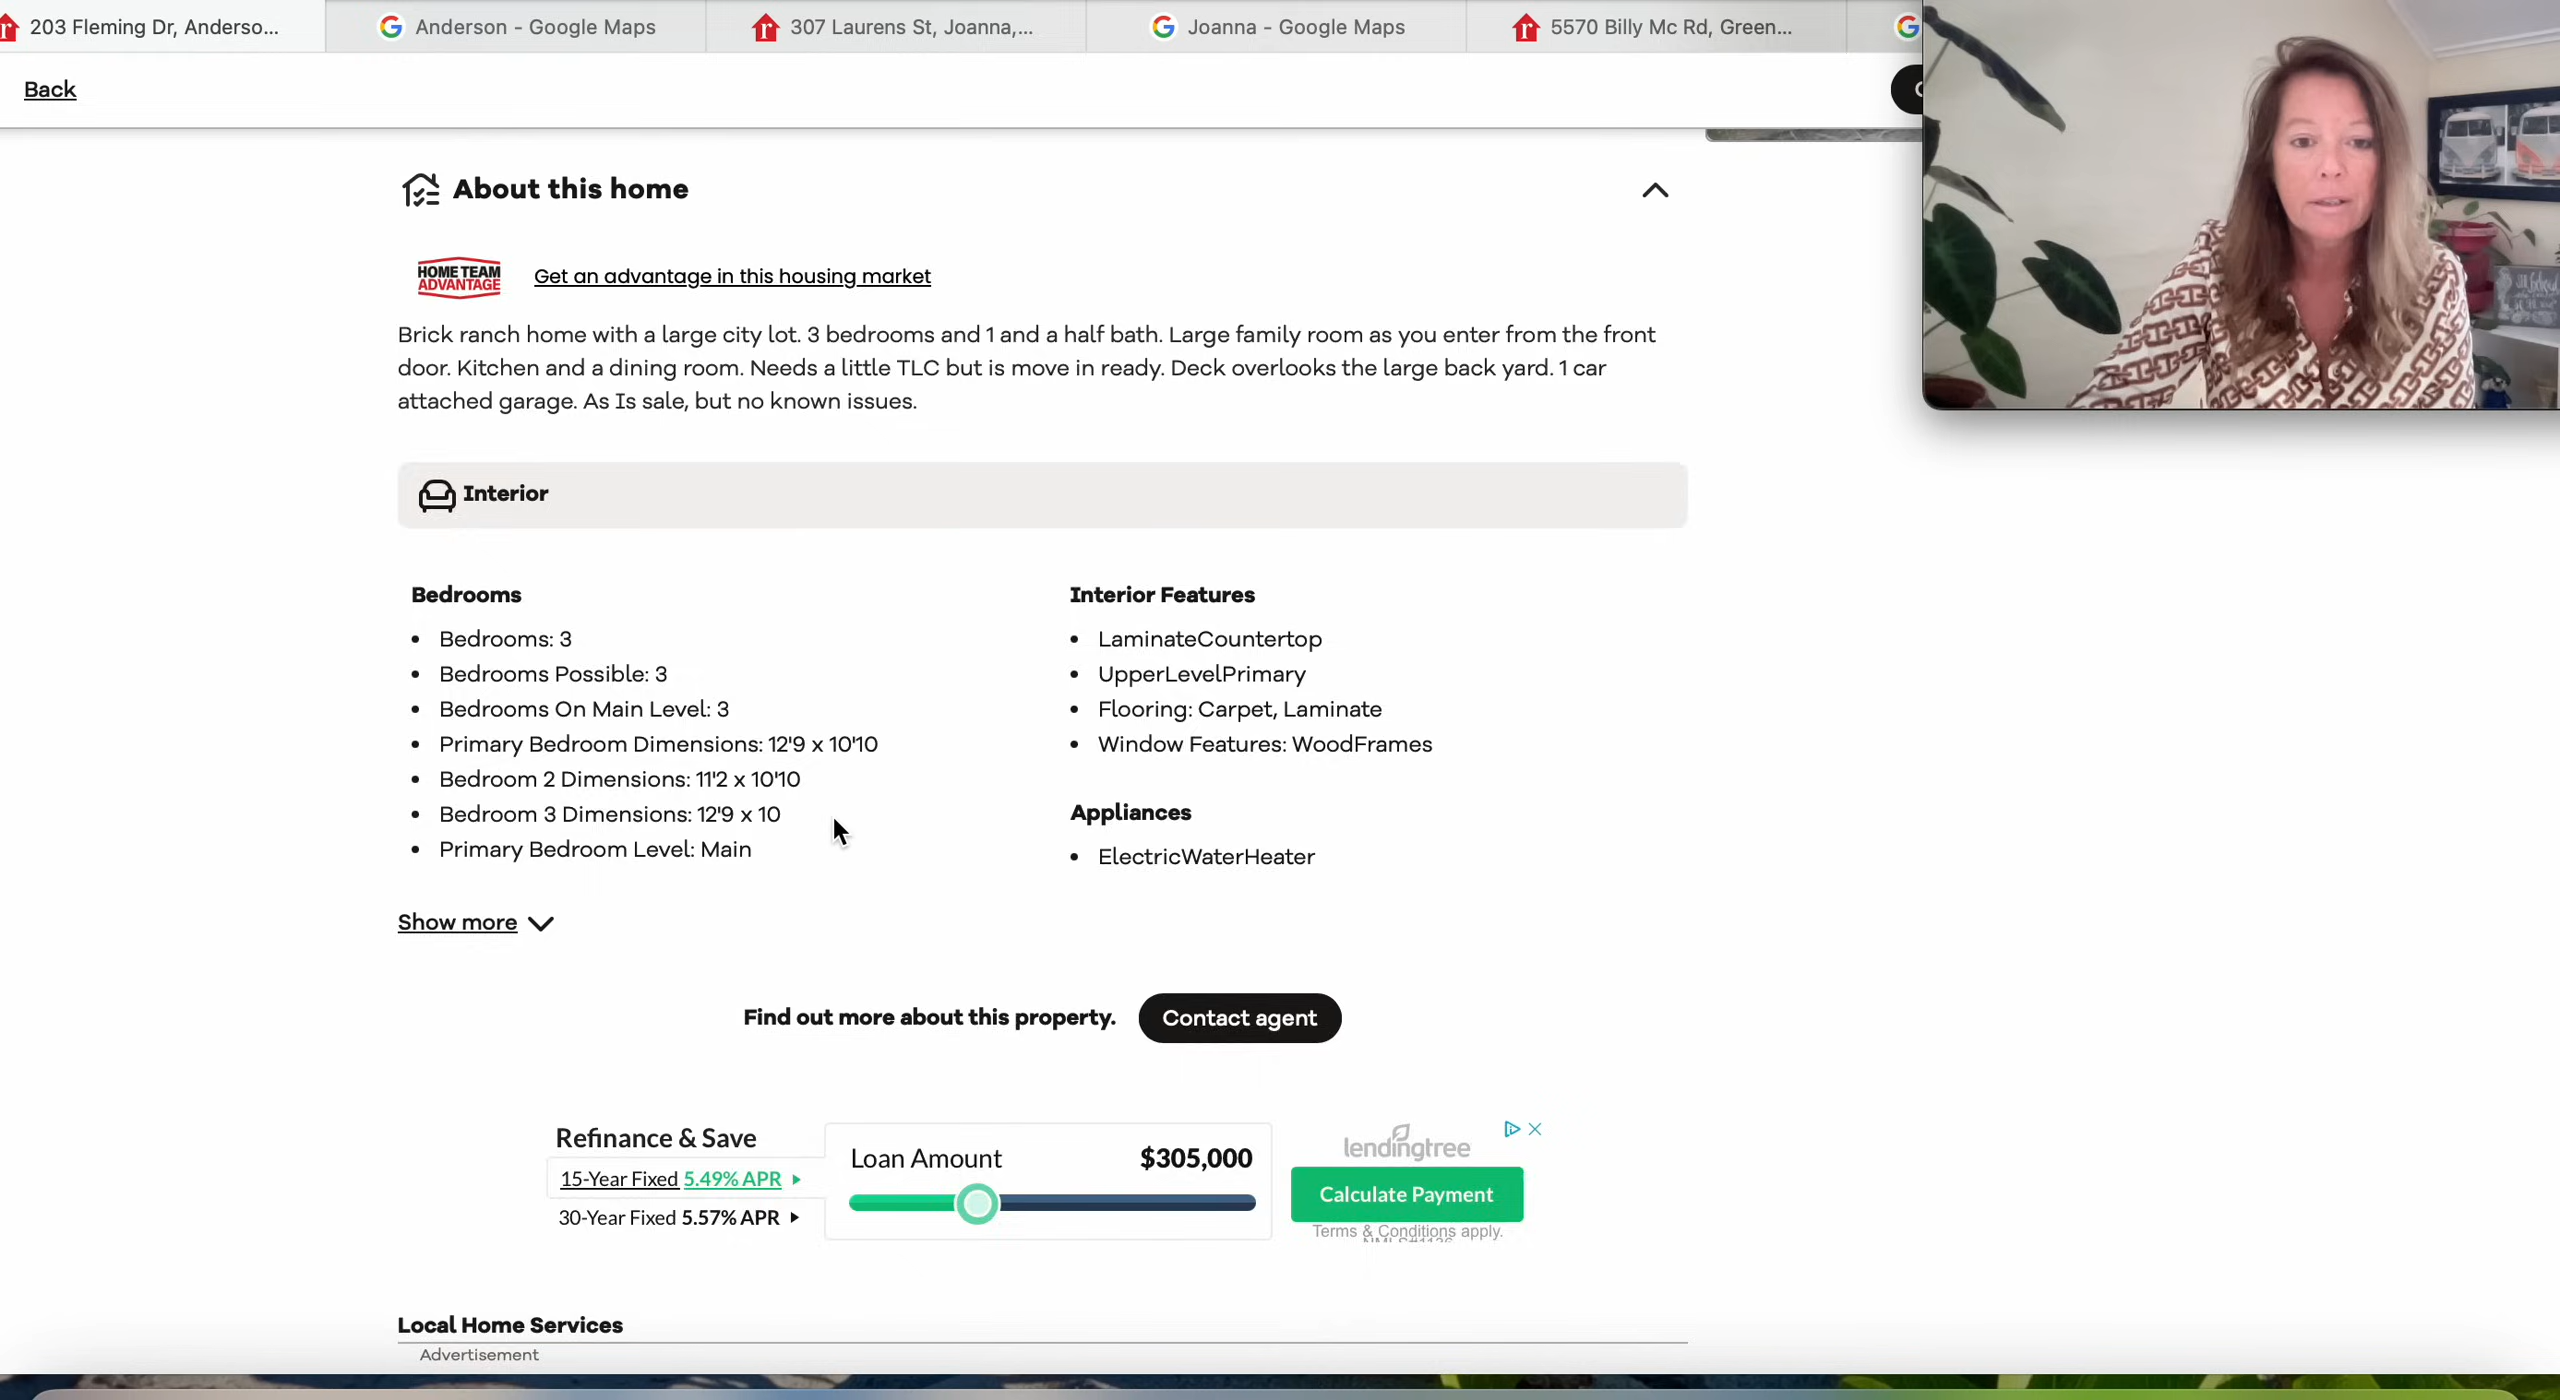 203 Fleming Dr, Anderso...
Anderson - Google Maps
307 Laurens St, Joanna,...
Joanna - Google Maps
5570 Billy Mc Rd, Green...
Back
About this home
HOME TEAM
ADVANTAGE
Get an advantage in this housing market
Brick ranch home with a large city lot. 3 bedrooms and 1 and a half bath. Large family room as you enter from the front
door. Kitchen and a dining room. Needs a little TLC but is move in ready. Deck overlooks the large back yard. 1 car
attached garage. As Is sale, but no known issues.
Interior
Bedrooms
• Bedrooms: 3
• Bedrooms Possible: 3
• Bedrooms On Main Level: 3
• Primary Bedroom Dimensions: 12'9 x 10'10
• Bedroom 2 Dimensions: 11'2 x 10'10
• Bedroom 3 Dimensions: 12'9 x 10
• Primary Bedroom Level: Main
Interior Features
• LaminateCountertop
• UpperLevelPrimary
• Flooring: Carpet, Laminate
• Window Features: WoodFrames
Appliances
• ElectricWaterHeater
Show more
Find out more about this property.
Contact agent
Refinance & Save
15-Year Fixed 5.49% APR
30-Year Fixed 5.57% APR
Loan Amount $305,000
lendingtree
Calculate Payment
Terms & Conditions apply.
Local Home Services
Advertisement